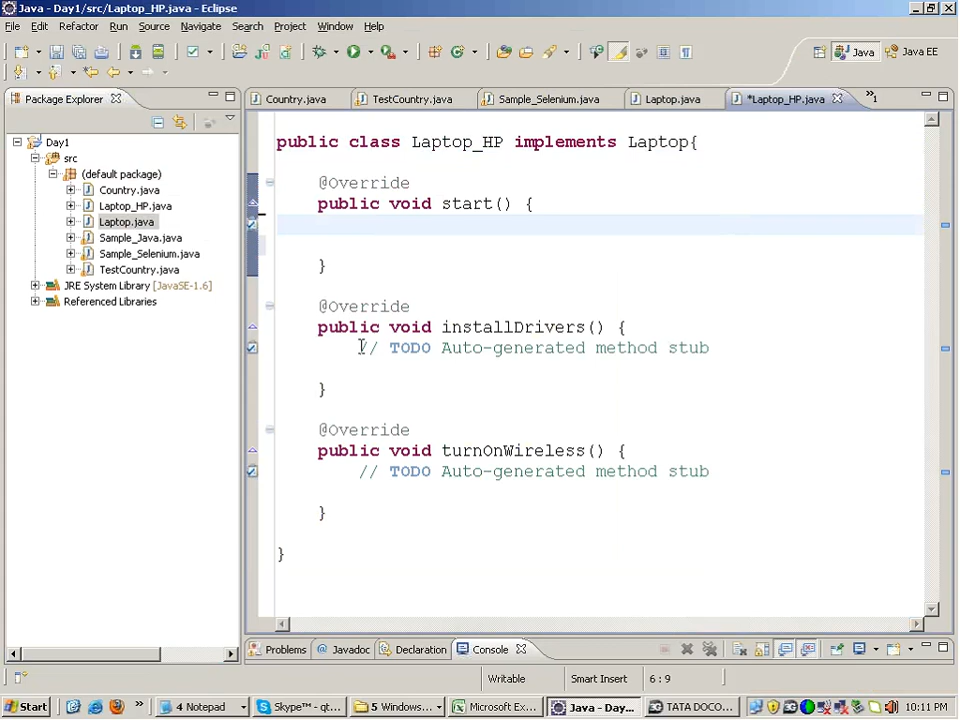 Java - Day1/src/Laptop_HP.java - Eclipse
File Edit Refactor Run Source Navigate Search Project Window Help
Java
Java EE
Package Explorer
Country.java
TestCountry.java
Sample_Selenium.java
Laptop.java
*Laptop_HP.java
»1
Day1
src
(default package)
Country.java
Laptop_HP.java
Laptop.java
Sample_Java.java
Sample_Selenium.java
TestCountry.java
JRE System Library [JavaSE-1.6]
Referenced Libraries
public class Laptop_HP implements Laptop{
@Override
public void start() {
}
@Override
public void installDrivers() {
// TODO Auto-generated method stub
}
@Override
public void turnOnWireless() {
// TODO Auto-generated method stub
}
}
Problems
@ Javadoc
Declaration
Console
Writable
Smart Insert
6 : 9
Start
4 Notepad
Skype™ - qt...
5 Windows...
Microsoft Ex...
Java - Day...
TATA DOCO...
10:11 PM